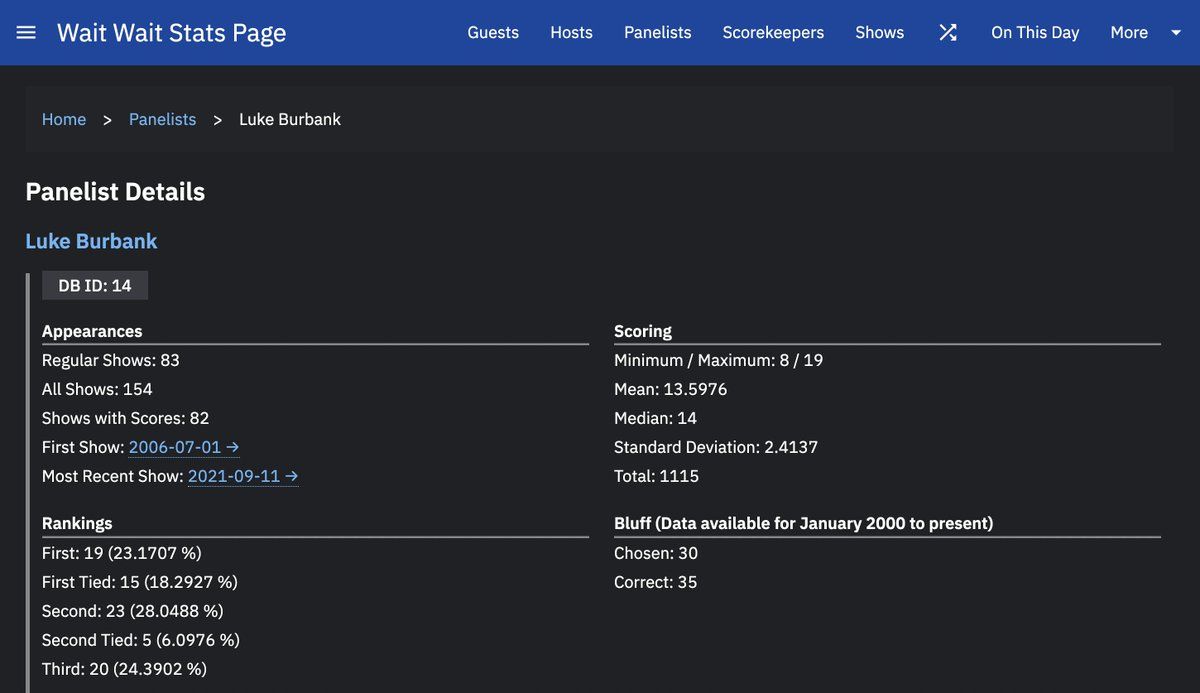 Wait Wait Stats Page
Guests Hosts Panelists Scorekeepers Shows On This Day More
Home > Panelists > Luke Burbank
Panelist Details
Luke Burbank
DB ID: 14
Appearances
Regular Shows: 83
All Shows: 154
Shows with Scores: 82
First Show: 2006-07-01 →
Most Recent Show: 2021-09-11 →
Scoring
Minimum / Maximum: 8 / 19
Mean: 13.5976
Median: 14
Standard Deviation: 2.4137
Total: 1115
Rankings
First: 19 (23.1707 %)
First Tied: 15 (18.2927 %)
Second: 23 (28.0488 %)
Second Tied: 5 (6.0976 %)
Third: 20 (24.3902 %)
Bluff (Data available for January 2000 to present)
Chosen: 30
Correct: 35